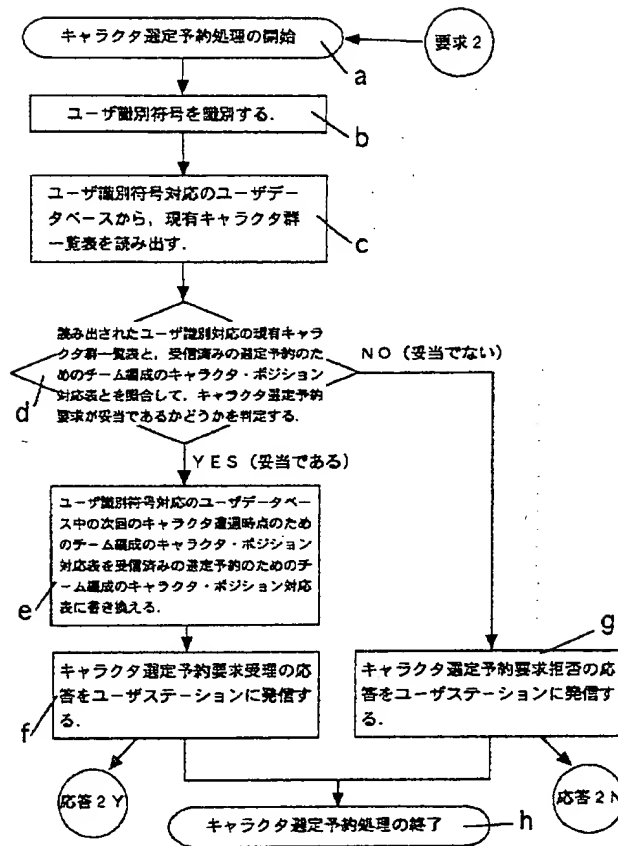 キャラクタ選定予約処理の開始
要求2
a
ユーザ識別符号を識別する.
b
ユーザ識別符号対応のユーザデー
タベースから,現有キャラクタ群
一覧表を読み出す.
c
読み出されたユーザ識別対応の現有キャラ
クタ群一覧表と,受信済みの選定予約のた
めのチーム編成のキャラクタ・ポジション
対応表とを照合して,キャラクタ選定予約
要求が妥当であるかどうかを判定する.
d
NO(妥当でない)
YES(妥当である)
ユーザ識別符号対応のユーザデータベー
ス中の次回のキャラクタ遭遇時点のため
のチーム編成のキャラクタ・ポジション
対応表を受信済みの選定予約のためのチ
ーム編成のキャラクタ・ポジション対応
表に書き換える.
e
g
キャラクタ選定予約要求受理の応
答をユーザステーションに発信す
る.
f
キャラクタ選定予約要求拒否の応
答をユーザステーションに発信す
る.
応答2Y
応答2N
キャラクタ選定予約処理の終了
h